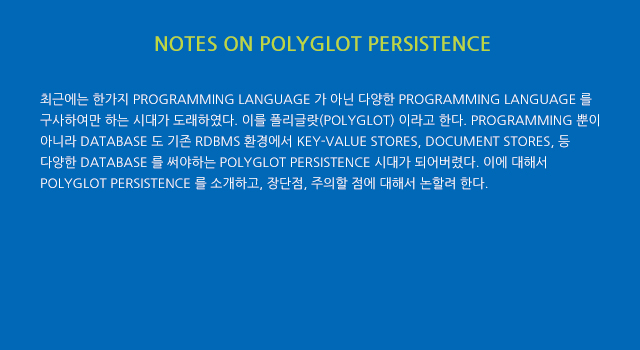 NOTES ON POLYGLOT PERSISTENCE
최근에는 한가지 PROGRAMMING LANGUAGE 가 아닌 다양한 PROGRAMMING LANGUAGE 를
구사하여만 하는 시대가 도래하였다. 이를 폴리글랏(POLYGLOT) 이라고 한다. PROGRAMMING 뿐이
아니라 DATABASE 도 기존 RDBMS 환경에서 KEY-VALUE STORES, DOCUMENT STORES, 등
다양한 DATABASE 를 써야하는 POLYGLOT PERSISTENCE 시대가 되어버렸다. 이에 대해서
POLYGLOT PERSISTENCE 를 소개하고, 장단점, 주의할 점에 대해서 논할려 한다.